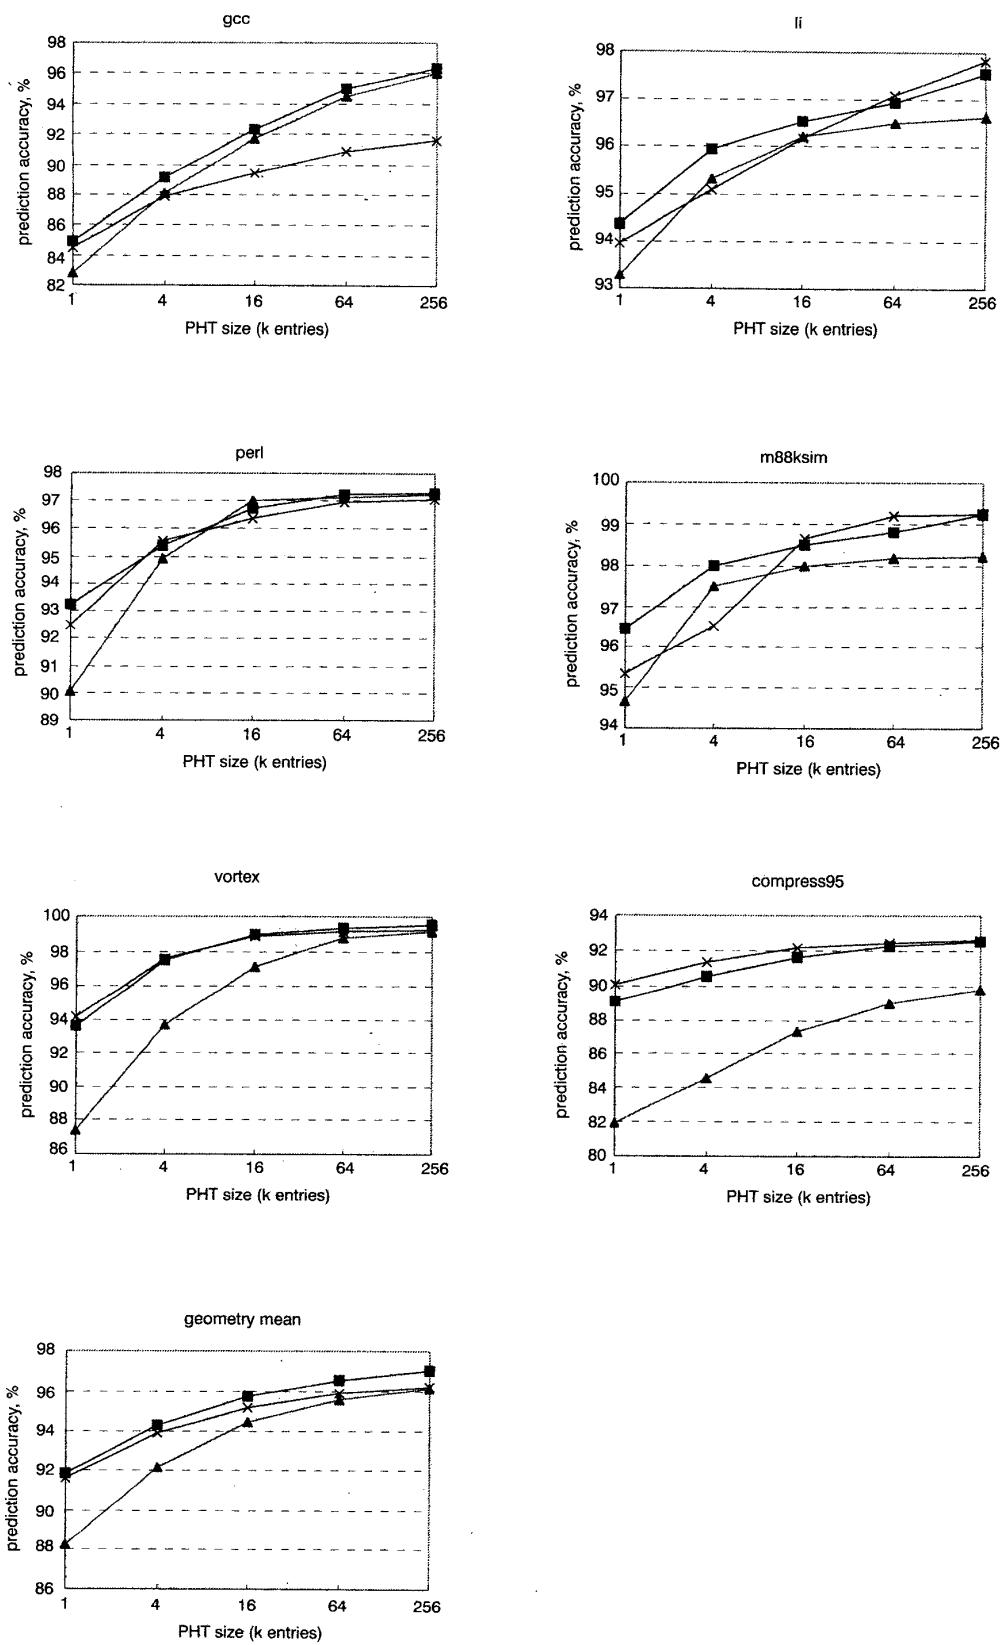 gcc
prediction accuracy, %
98
96
94
92
90
88
86
84
82
1 4 16 64 256
PHT size (k entries)
li
prediction accuracy, %
98
97
96
95
94
93
1 4 16 64 256
PHT size (k entries)
perl
prediction accuracy, %
98
97
96
95
94
93
92
91
90
89
1 4 16 64 256
PHT size (k entries)
m88ksim
prediction accuracy, %
100
99
98
97
96
95
94
1 4 16 64 256
PHT size (k entries)
vortex
prediction accuracy, %
100
98
96
94
92
90
88
86
1 4 16 64 256
PHT size (k entries)
compress95
prediction accuracy, %
94
92
90
88
86
84
82
80
1 4 16 64 256
PHT size (k entries)
geometry mean
prediction accuracy, %
98
96
94
92
90
88
86
1 4 16 64 256
PHT size (k entries)